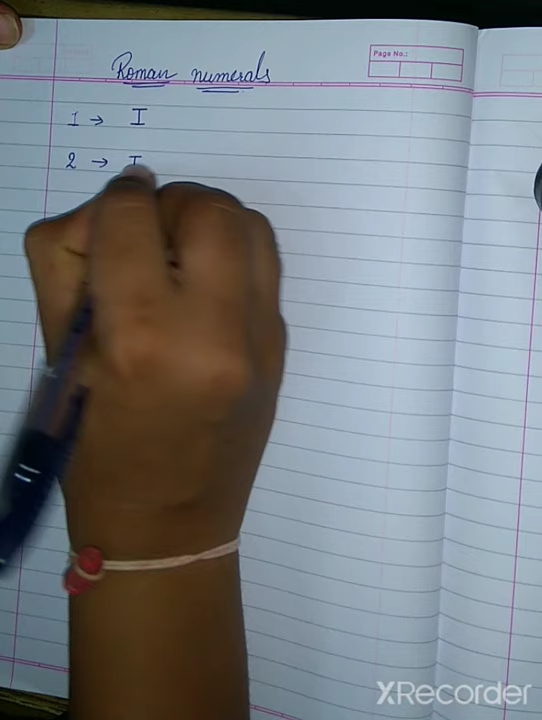 Roman numerals
Page No.:
1 → I
2 → I
XRecorder